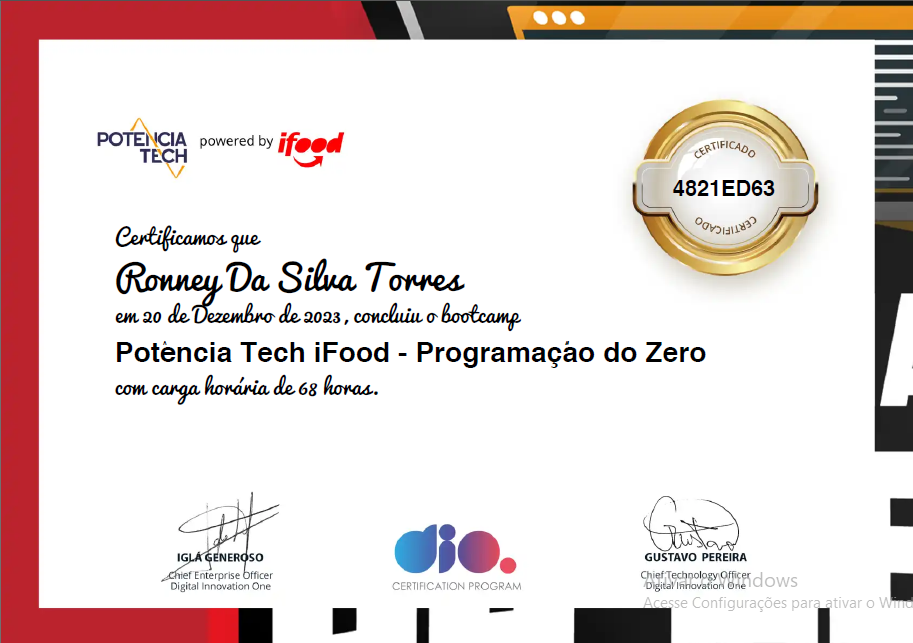 POTÊNCIA
TECH
powered by ifood
CERTIFICADO
4821ED63
CERTIFICADO
Certificamos que
Ronney Da Silva Torres
em 20 de Dezembro de 2023, concluiu o bootcamp
Potência Tech iFood - Programação do Zero
com carga horária de 68 horas.
IGLÁ GENEROSO
Chief Enterprise Officer
Digital Innovation One
dio.
CERTIFICATION PROGRAM
Gustavo
GUSTAVO PEREIRA
Chief Technology Officer
Digital Innovation One
Ativar o Windows
Acesse Configurações para ativar o Wind